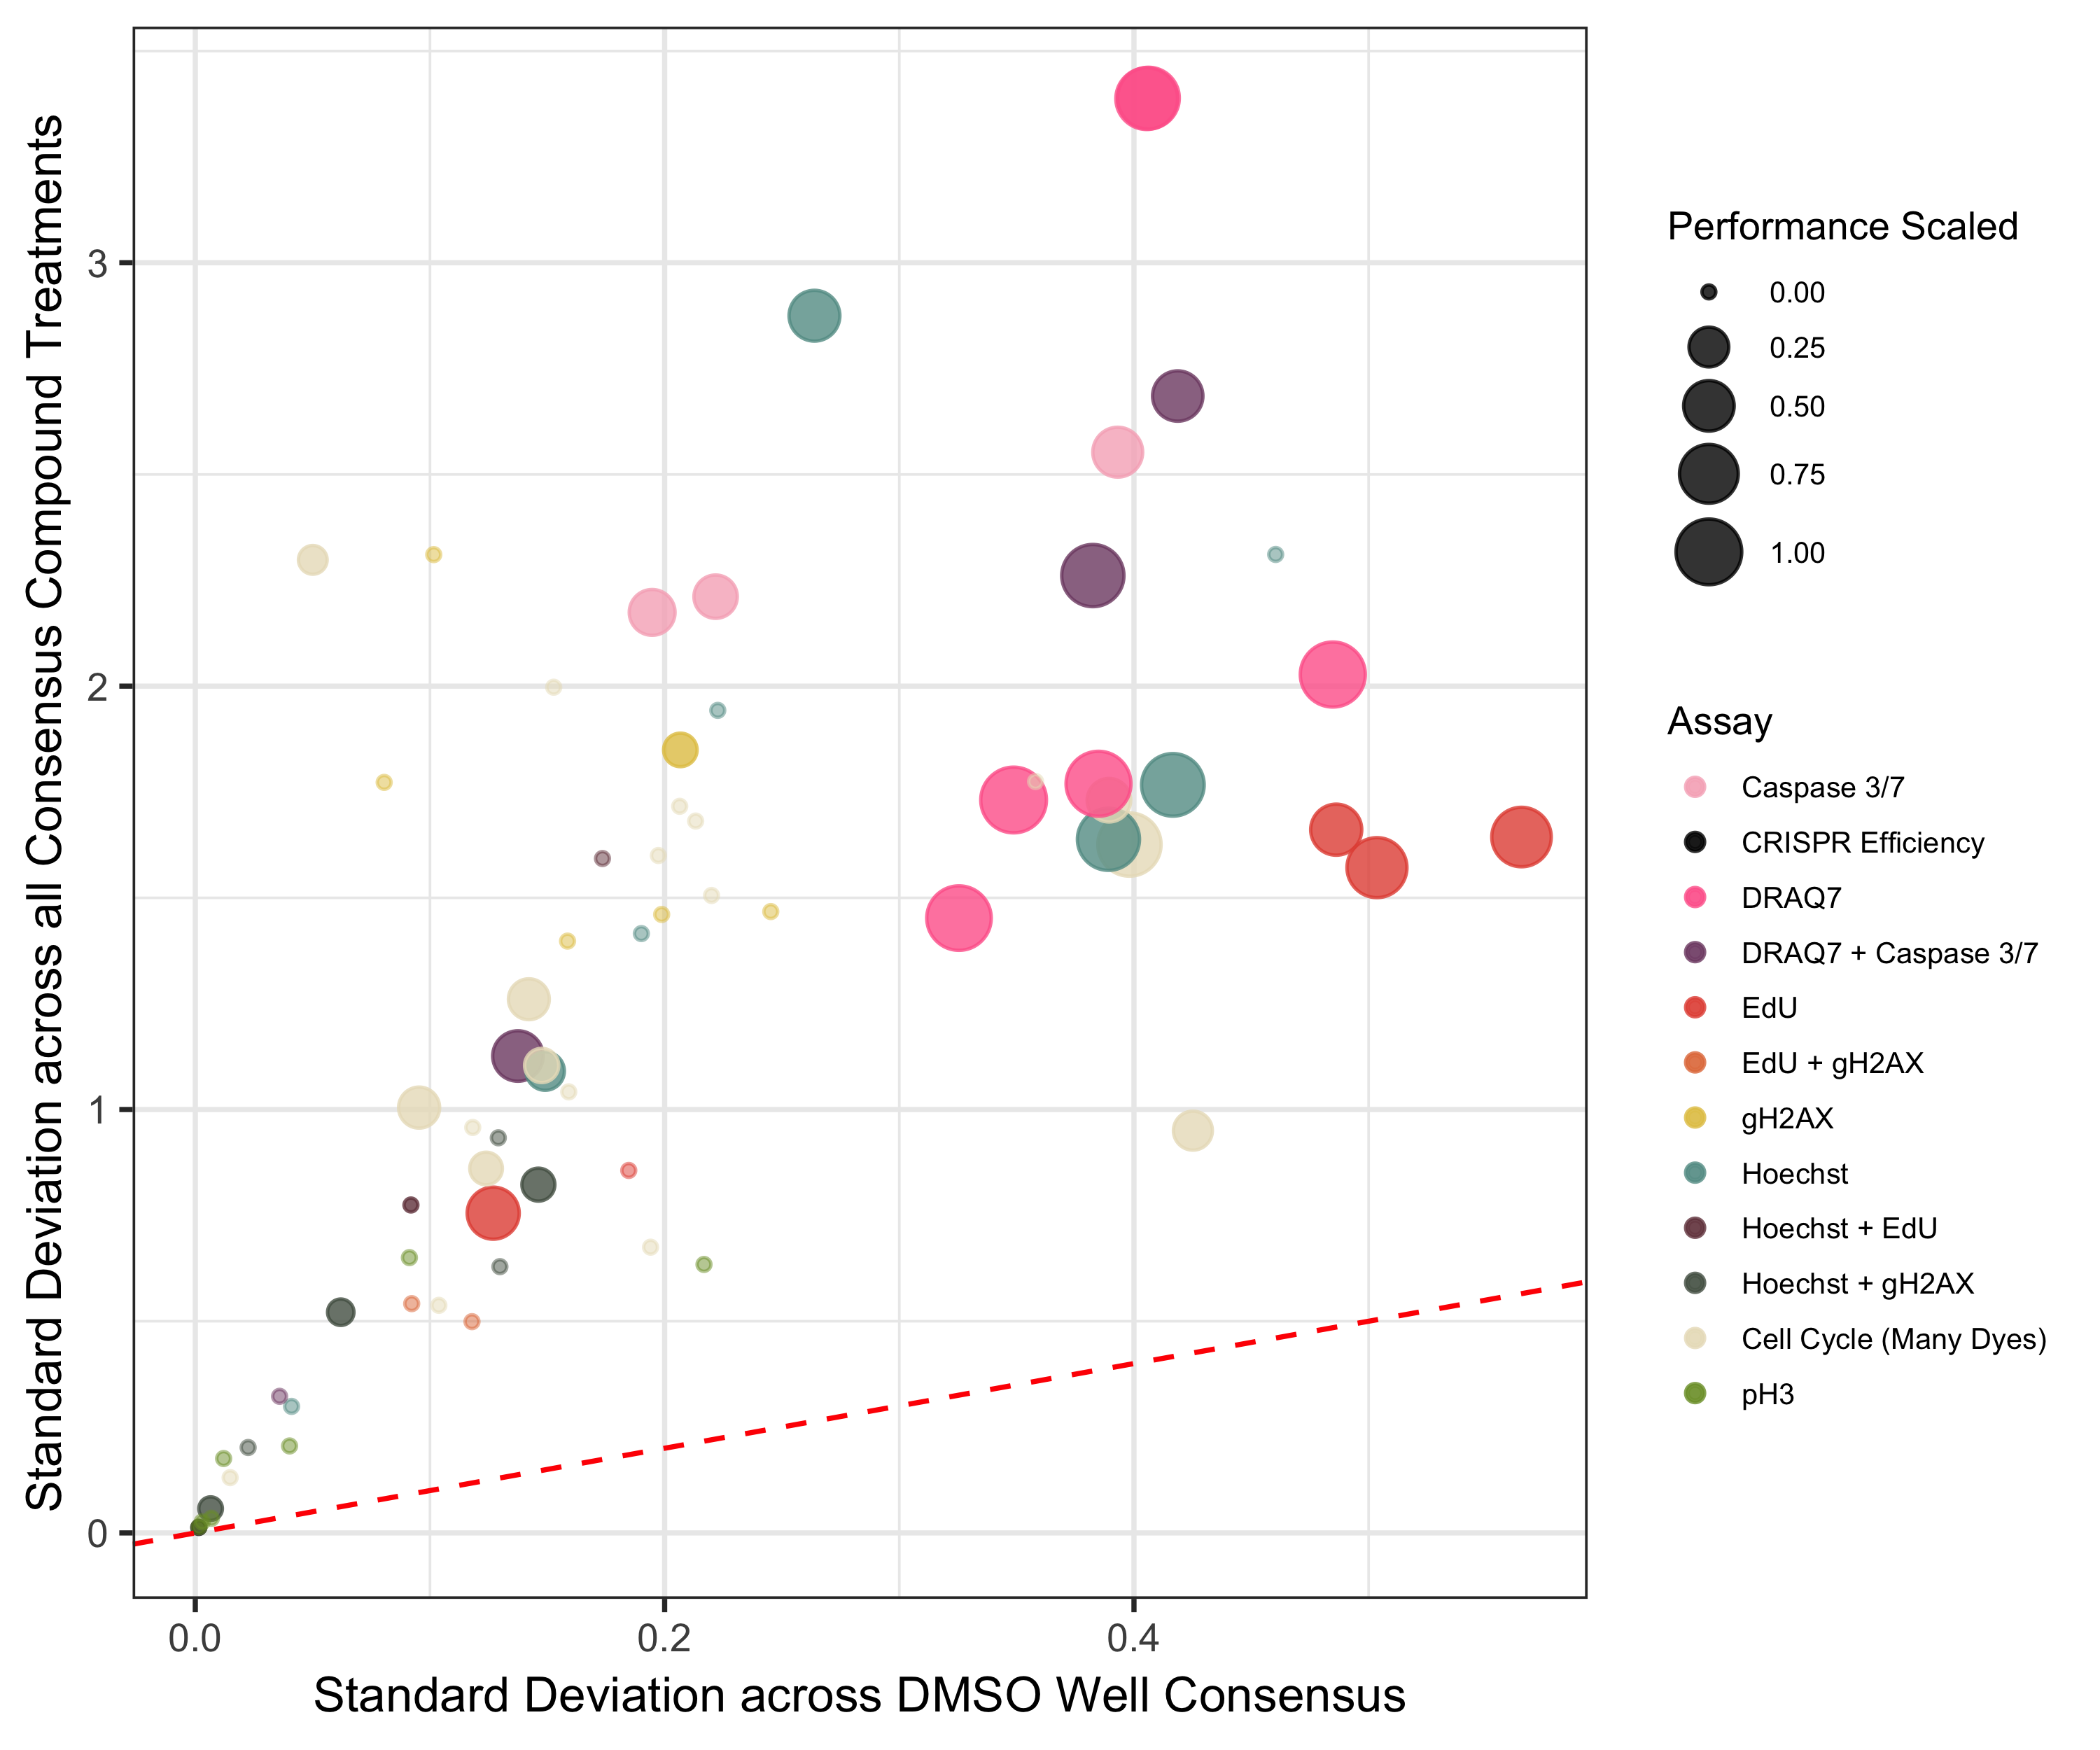 Standard Deviation across all Consensus Compound Treatments
3
2
1
0
0.0
0.2
0.4
Standard Deviation across DMSO Well Consensus
Performance Scaled
0.00
0.25
0.50
0.75
1.00
Assay
Caspase 3/7
CRISPR Efficiency
DRAQ7
DRAQ7 + Caspase 3/7
EdU
EdU + gH2AX
gH2AX
Hoechst
Hoechst + EdU
Hoechst + gH2AX
Cell Cycle (Many Dyes)
pH3